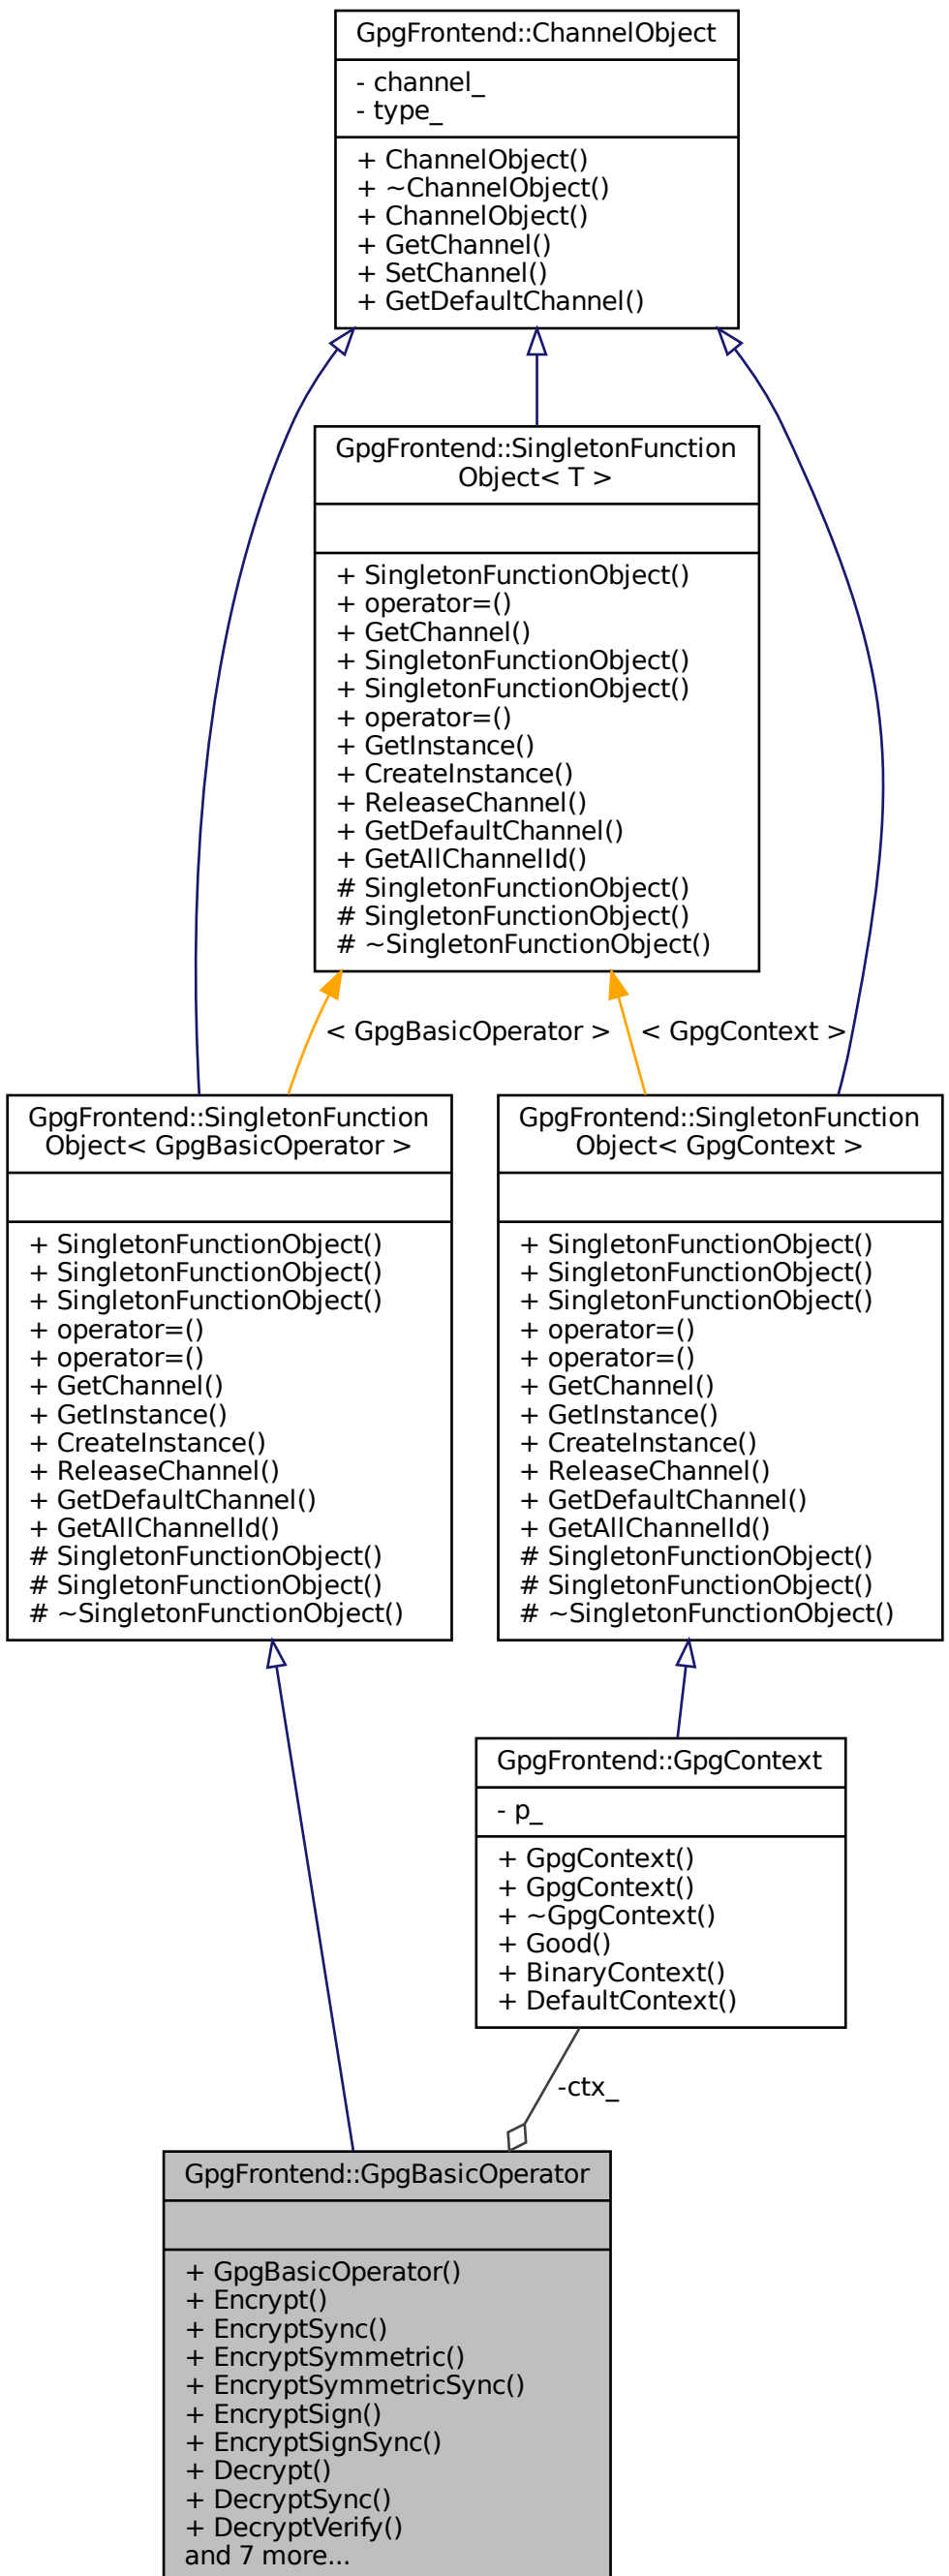 GpgFrontend::ChannelObject
- channel_
- type_
+ ChannelObject()
+ ~ChannelObject()
+ ChannelObject()
+ GetChannel()
+ SetChannel()
+ GetDefaultChannel()
GpgFrontend::SingletonFunction
Object< T >
+ SingletonFunctionObject()
+ operator=()
+ GetChannel()
+ SingletonFunctionObject()
+ SingletonFunctionObject()
+ operator=()
+ GetInstance()
+ CreateInstance()
+ ReleaseChannel()
+ GetDefaultChannel()
+ GetAllChannelId()
# SingletonFunctionObject()
# SingletonFunctionObject()
# ~SingletonFunctionObject()
< GpgBasicOperator >
< GpgContext >
GpgFrontend::SingletonFunction
Object< GpgBasicOperator >
+ SingletonFunctionObject()
+ SingletonFunctionObject()
+ SingletonFunctionObject()
+ operator=()
+ operator=()
+ GetChannel()
+ GetInstance()
+ CreateInstance()
+ ReleaseChannel()
+ GetDefaultChannel()
+ GetAllChannelId()
# SingletonFunctionObject()
# SingletonFunctionObject()
# ~SingletonFunctionObject()
GpgFrontend::SingletonFunction
Object< GpgContext >
+ SingletonFunctionObject()
+ SingletonFunctionObject()
+ SingletonFunctionObject()
+ operator=()
+ operator=()
+ GetChannel()
+ GetInstance()
+ CreateInstance()
+ ReleaseChannel()
+ GetDefaultChannel()
+ GetAllChannelId()
# SingletonFunctionObject()
# SingletonFunctionObject()
# ~SingletonFunctionObject()
GpgFrontend::GpgContext
- p_
+ GpgContext()
+ GpgContext()
+ ~GpgContext()
+ Good()
+ BinaryContext()
+ DefaultContext()
-ctx_
GpgFrontend::GpgBasicOperator
+ GpgBasicOperator()
+ Encrypt()
+ EncryptSync()
+ EncryptSymmetric()
+ EncryptSymmetricSync()
+ EncryptSign()
+ EncryptSignSync()
+ Decrypt()
+ DecryptSync()
+ DecryptVerify()
and 7 more...